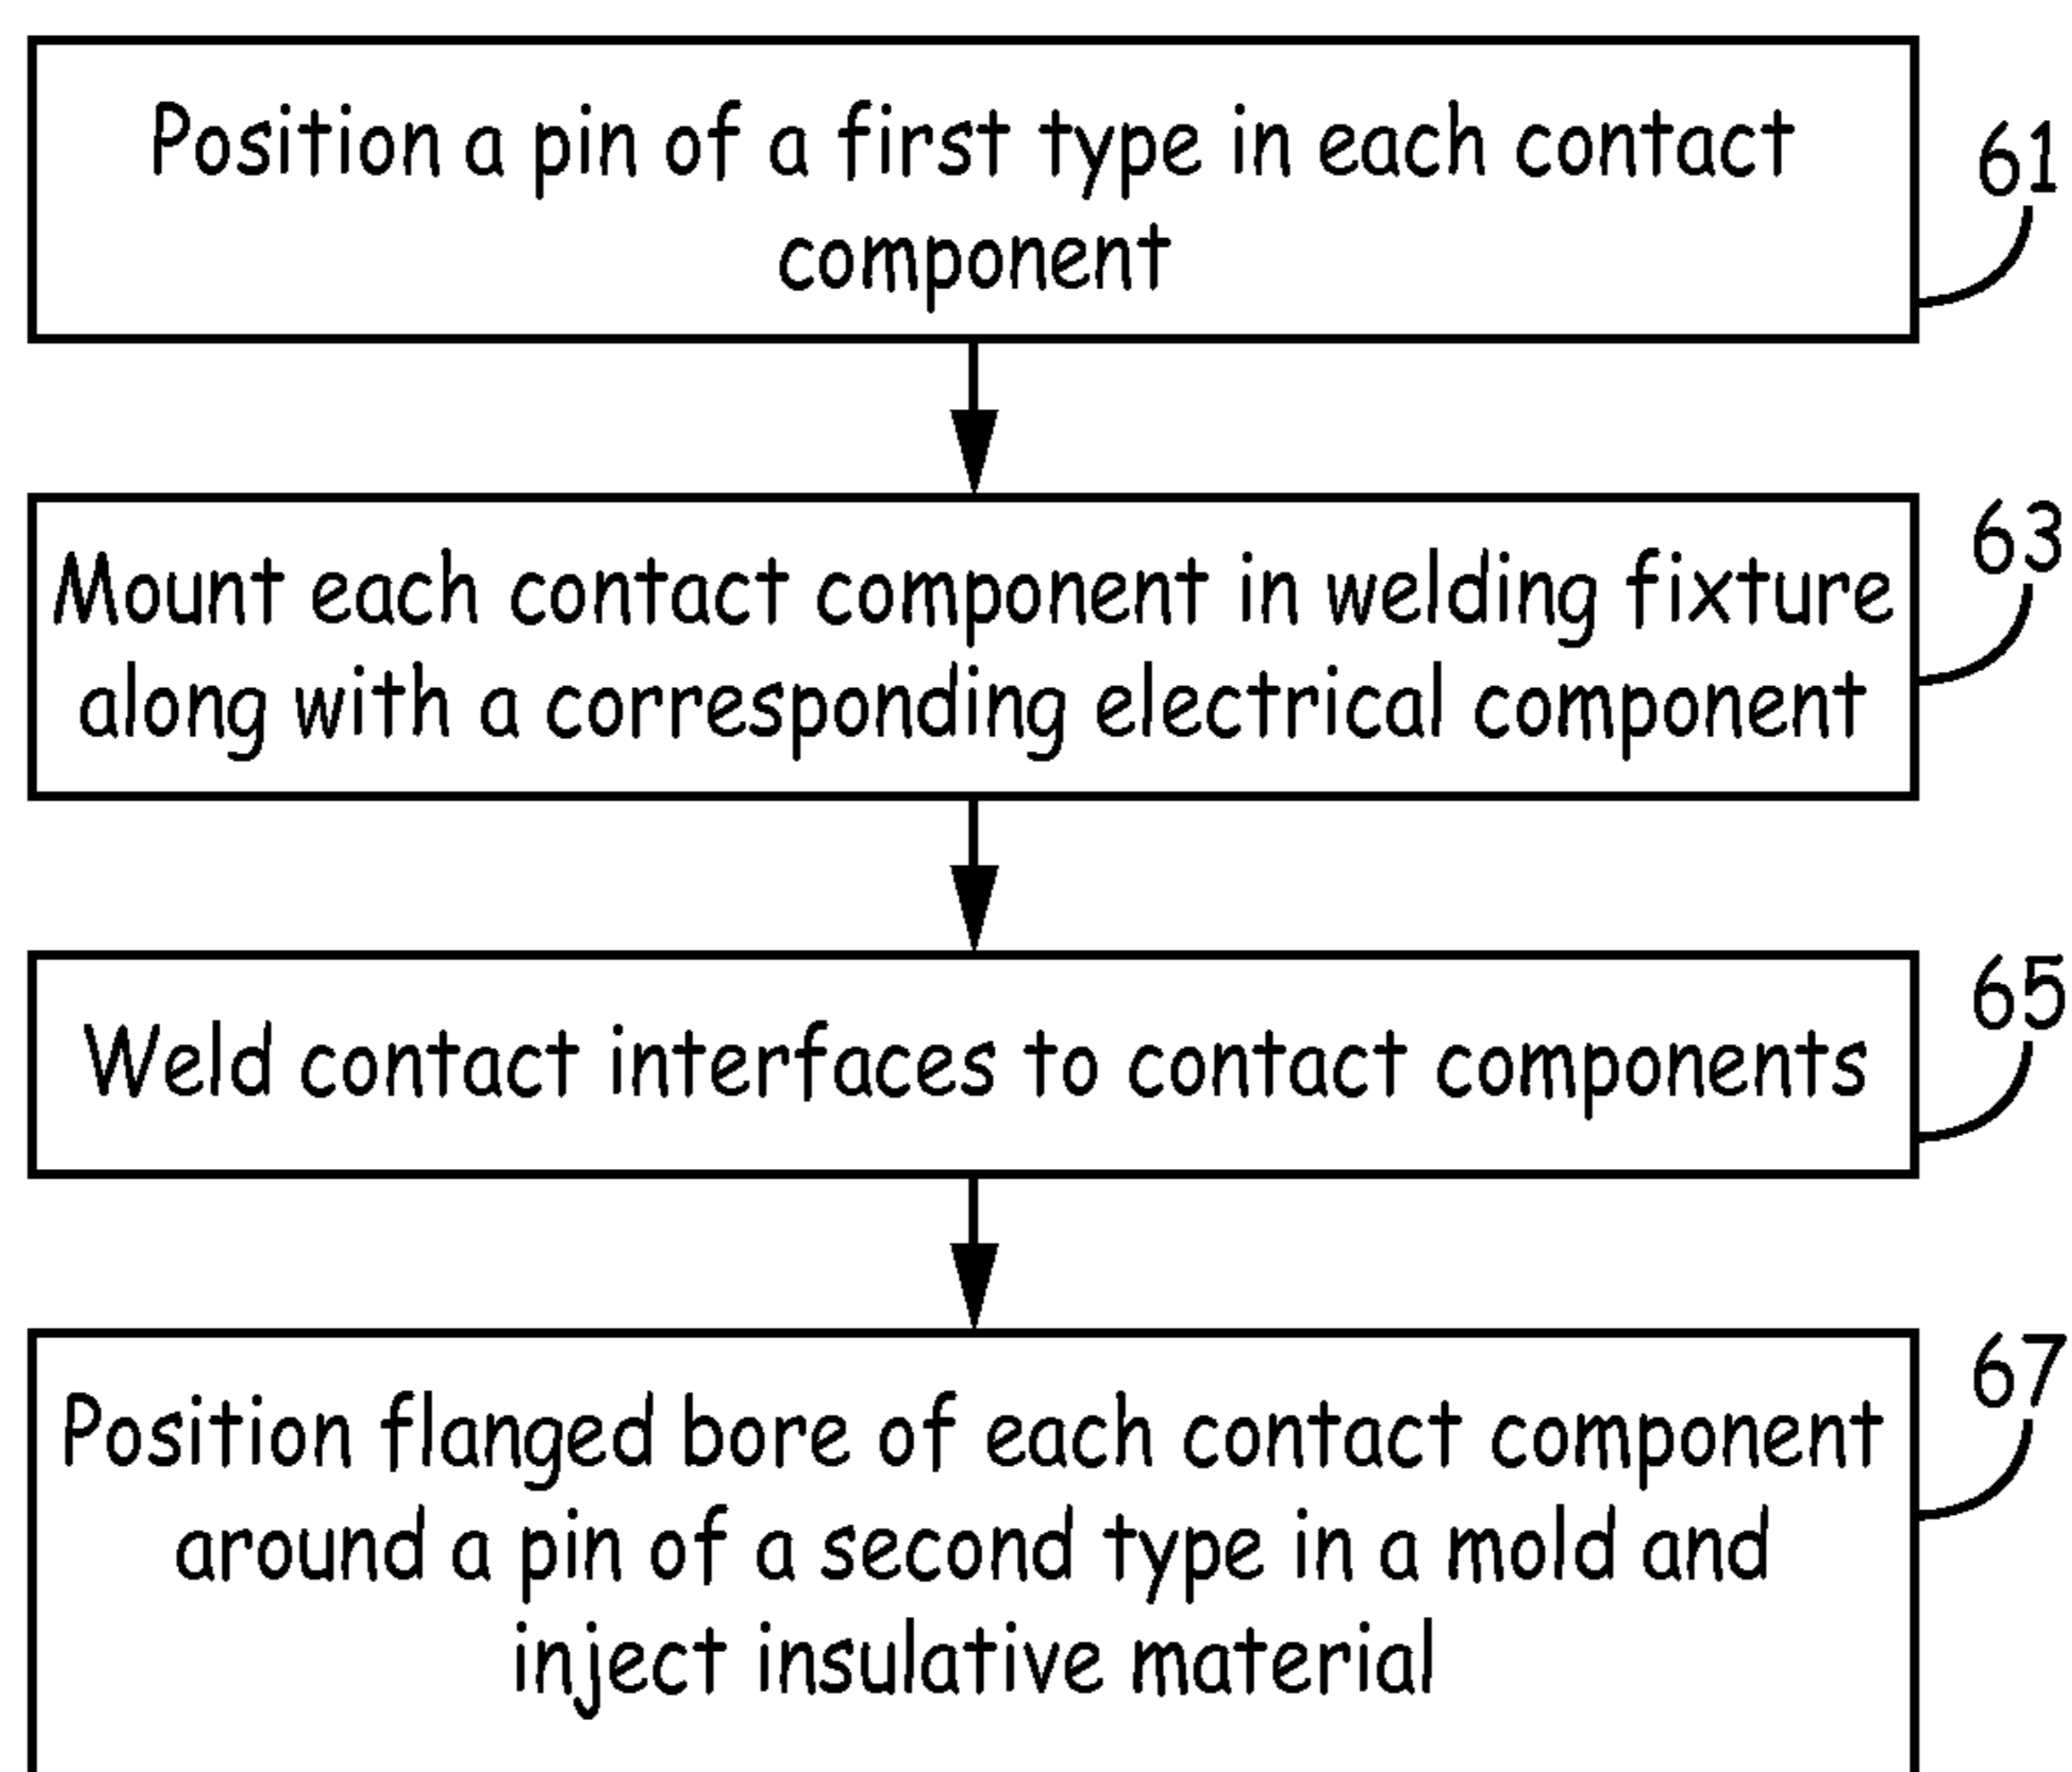 Position a pin of a first type in each contact
component
61
Mount each contact component in welding fixture
along with a corresponding electrical component
63
Weld contact interfaces to contact components
65
Position flanged bore of each contact component
around a pin of a second type in a mold and
inject insulative material
67